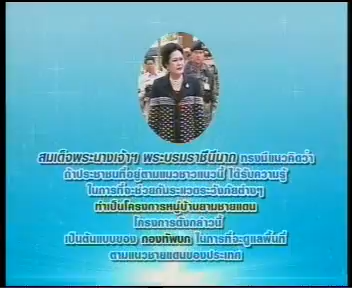 สมเด็จพระนางเจ้าฯ พระบรมราชินีนาถ ทรงมีแนวคิดว่า
ถ้าประชาชนที่อยู่ตามแนวชาวแนวนี้ ได้รับความรู้
ในการที่จะช่วยกันระแวดระวังภัยต่างๆ
ทำเป็นโครงการหมู่บ้านยามชายแดน
โครงการดังกล่าวนี้
เป็นต้นแบบของ กองทัพบก ในการที่จะดูแลพื้นที่
ตามแนวชายแดนของประเทศ